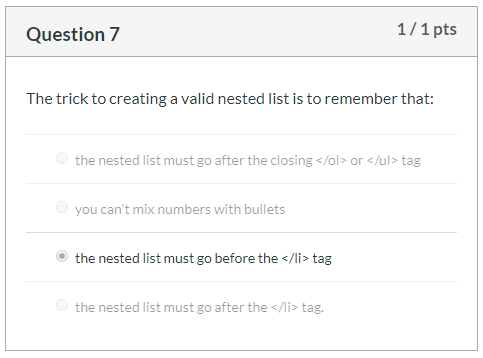 Question 7
1 / 1 pts
The trick to creating a valid nested list is to remember that:
the nested list must go after the closing </ol> or </ul> tag
you can't mix numbers with bullets
the nested list must go before the </li> tag
the nested list must go after the </li> tag.